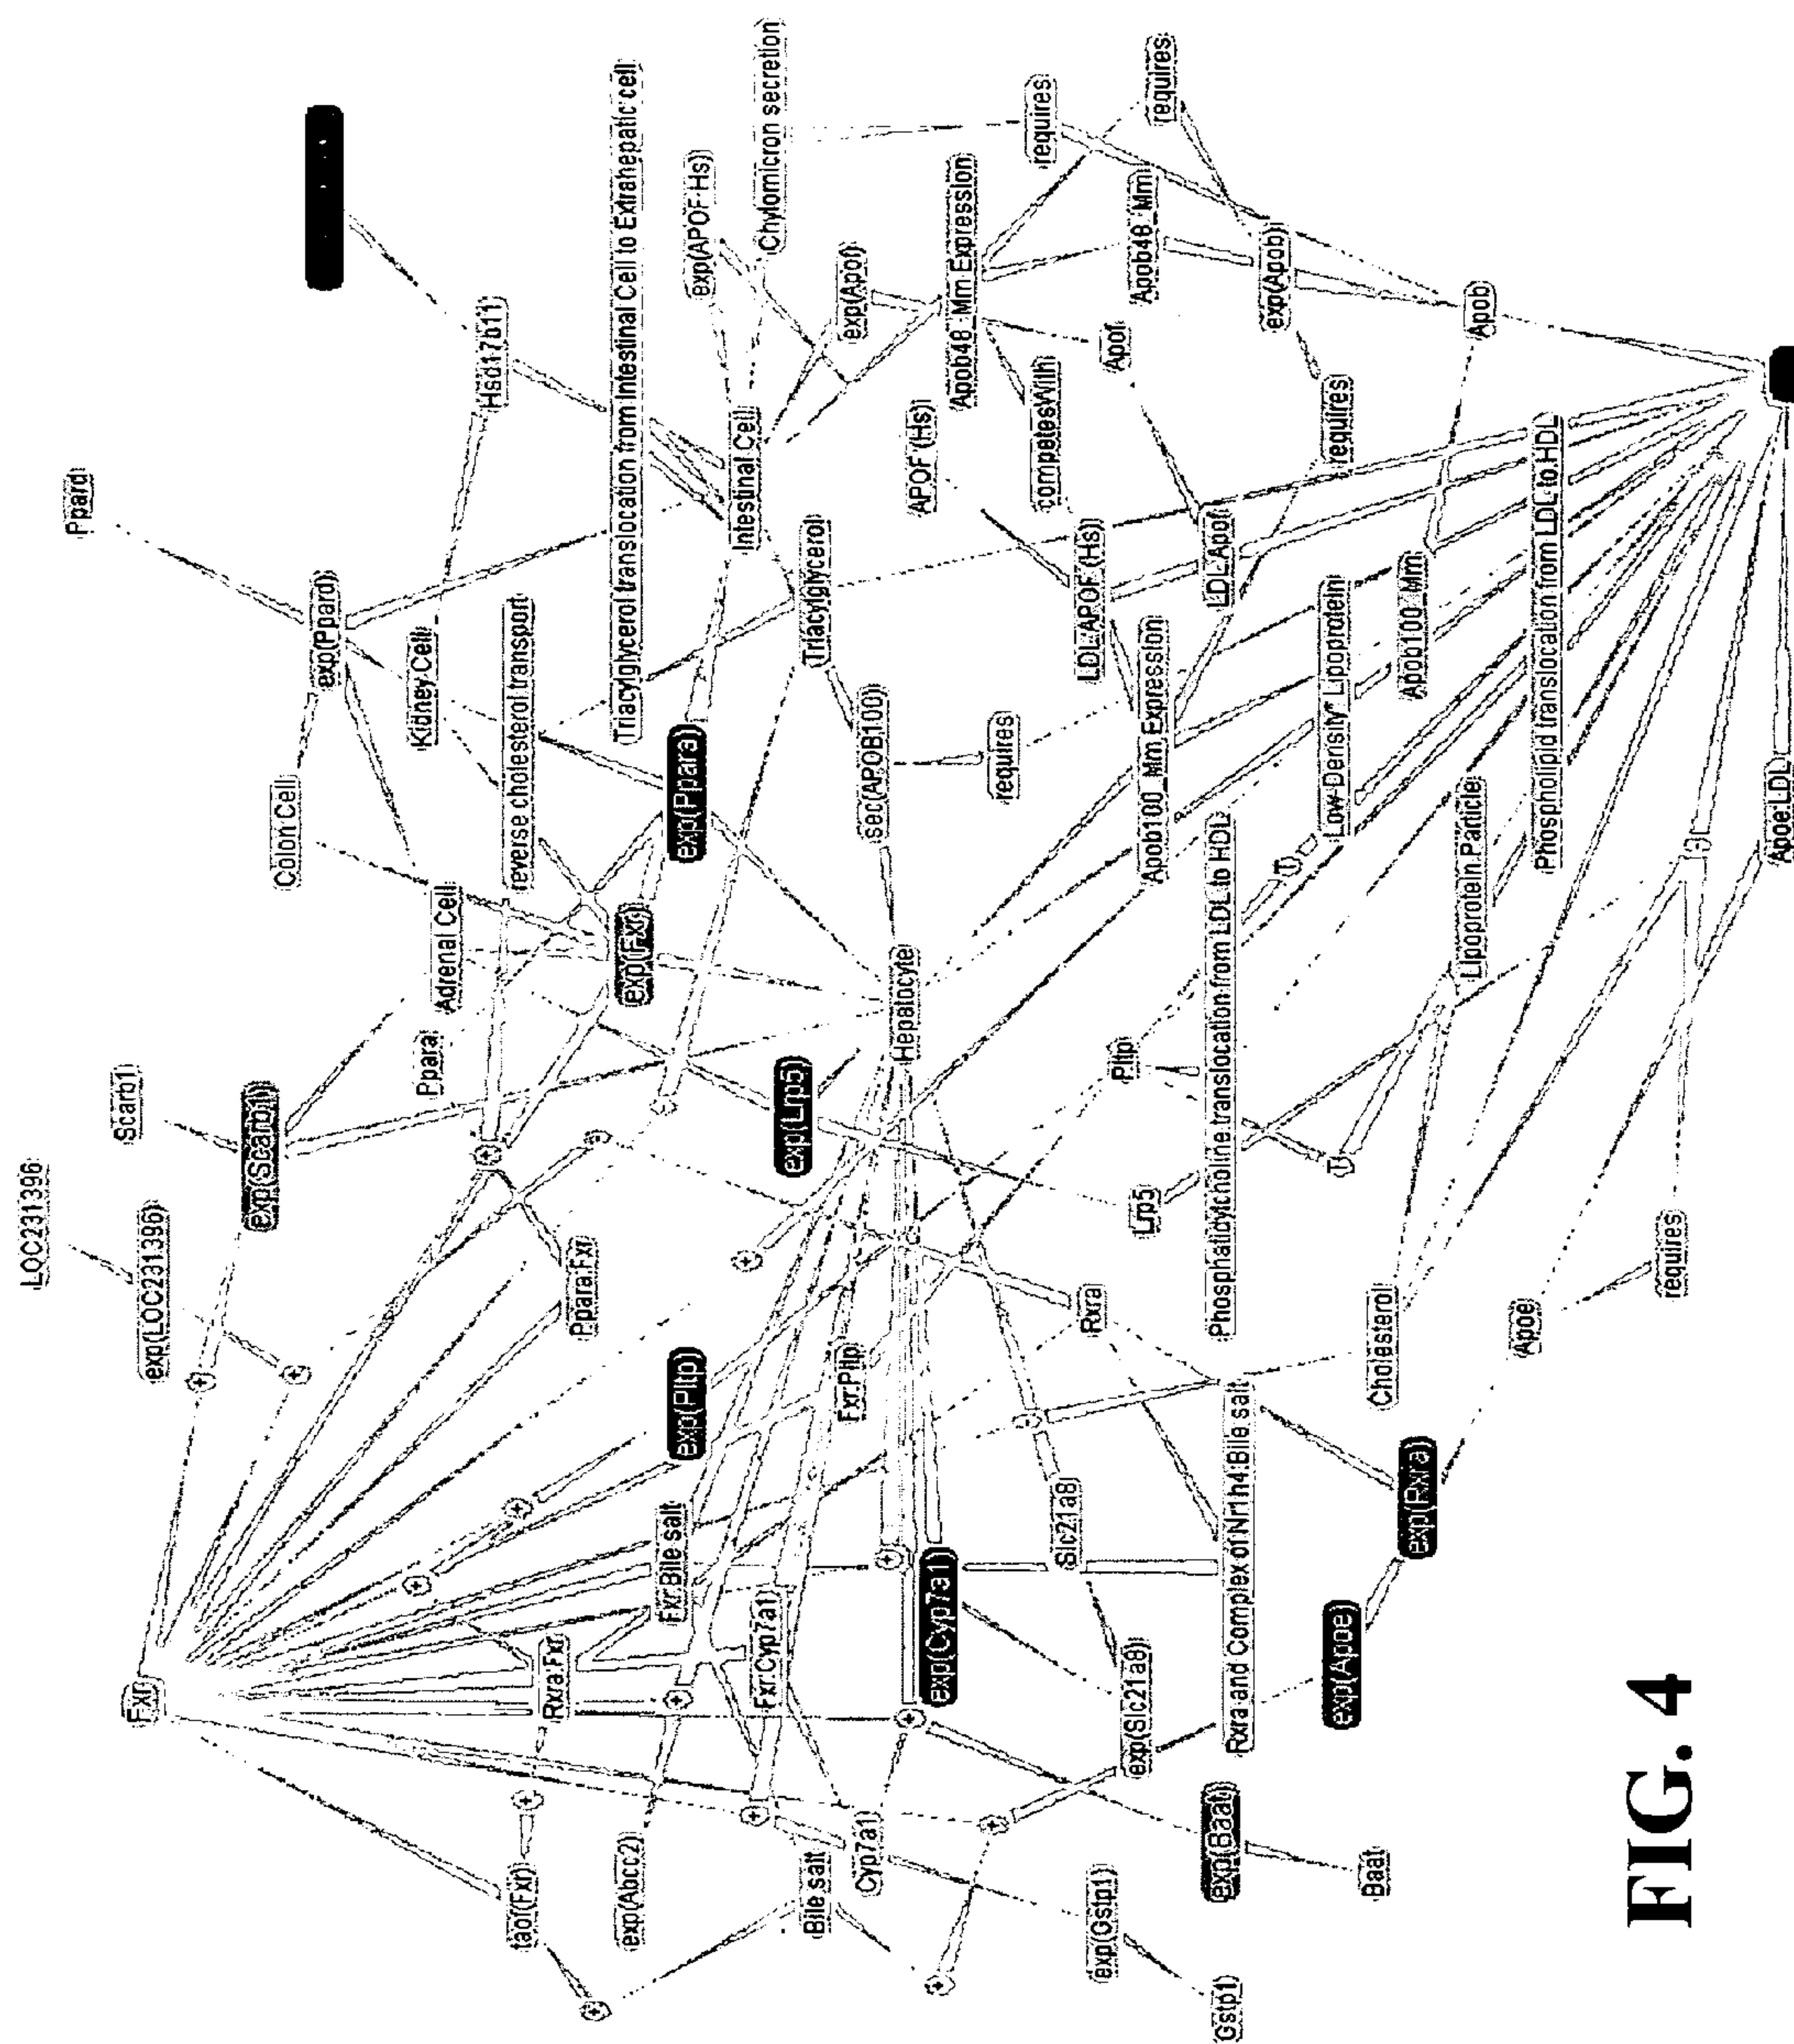 LOC231396
Ppard
Scarb1
Fxr
exp(LOC231396)
exp(Scarb1)
Colon Cell
exp(Ppard)
Kidney Cell
Ppara
Adrenal Cell
Hsd17b11
reverse cholesterol transport
taof(Fxr)
Rxra:Fxr
Ppara:Fxr
exp(Abcc2)
exp(Fxr)
Triacylglycerol translocation from Intestinal Cell to Extrahepatic cell
Fxr:Bile salt
exp(Pltp)
exp(Ppara)
exp(APOF (Hs))
Intestinal Cell
Fxr:Cyp7a1
Chylomicron secretion
exp(Lrp5)
Bile salt
Triacylglycerol
Fxr:Pltp
exp(Apof)
Cyp7a1
sec(APOB100)
Hepatocyte
APOF (Hs)
exp(Cyp7a1)
Apob48_Mm Expression
requires
requires
competesWith
Slc21a8
Rxra
LDL:APOF (Hs)
exp(Gstp1)
Apof
Pltp
exp(Slc21a8)
Lrp5
Apob48_Mm
Apob100_Mm Expression
requires
exp(Baat)
Gstp1
Phosphatidylcholine translocation from LDL to HDL
LDL:Apof
Rxra and Complex of Nr1h4:Bile salt
exp(Apob)
exp(Apoe)
Low Density Lipoprotein
requires
Baat
Cholesterol
exp(Rxra)
Apob100_Mm
Lipoprotein Particle
Apob
Apoe
Phospholipid translocation from LDL to HDL
requires
Apoe:LDL
FIG. 4